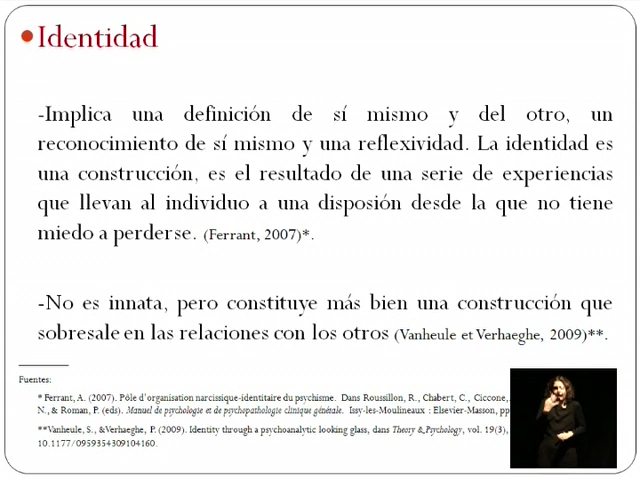 Identidad
-Implica una definición de sí mismo y del otro, un
reconocimiento de sí mismo y una reflexividad. La identidad es
una construcción, es el resultado de una serie de experiencias
que llevan al individuo a una disposión desde la que no tiene
miedo a perderse. (Ferrant, 2007)*.
-No es innata, pero constituye más bien una construcción que
sobresale en las relaciones con los otros (Vanheule et Verhaeghe, 2009)**.
Fuentes:
* Ferrant, A. (2007). Pôle d'organisation narcissique-identitaire du psychisme. Dans Roussillon, R., Chabert, C., Ciccone,
N., & Roman, P. (eds). Manuel de psychologie et de psychopathologie clinique générale. Issy-les-Moulineaux : Elsevier-Masson, pp
**Vanheule, S., &Verhaeghe, P. (2009). Identity through a psychoanalytic looking glass, dans Theory & Psychology, vol. 19(3),
10.1177/0959354309104160.